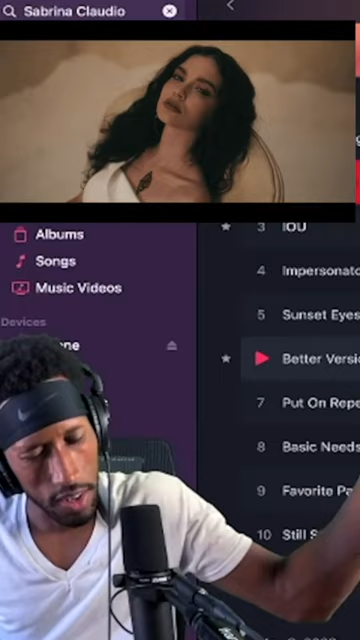 Sabrina Claudio
Albums
Songs
Music Videos
Devices
3 IOU
4 Impersonato
5 Sunset Eyes
Better Versio
7 Put On Repe
8 Basic Needs
9 Favorite Pa
10 Still S